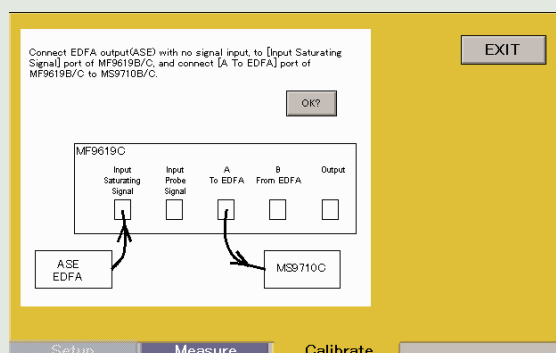 Connect EDFA output(ASE) with no signal input, to [Input Saturating
Signal] port of MF9619B/C, and connect [A To EDFA] port of
MF9619B/C to MS9710B/C.
EXIT
OK?
MF9619C
Input
Saturating
Signal
Input
Probe
Signal
A
To EDFA
B
From EDFA
Output
ASE
EDFA
MS9710C
Setup
Measure
Calibrate